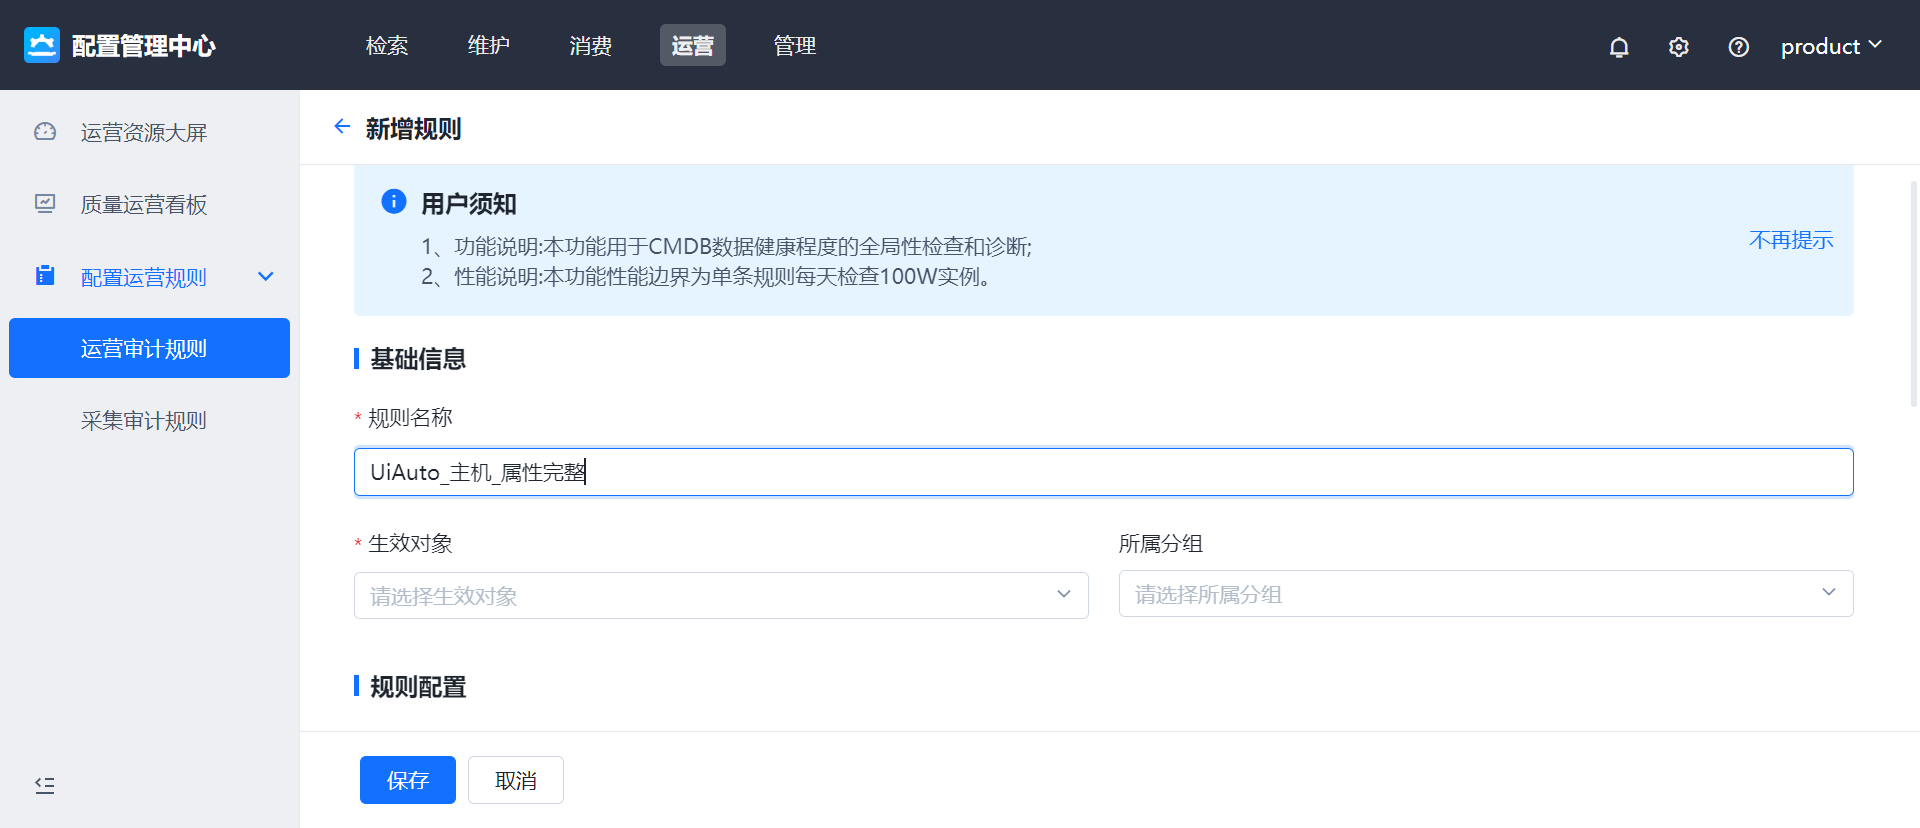 配置管理中心
检索
维护
消费
运营
管理
product
运营资源大屏
质量运营看板
配置运营规则
运营审计规则
采集审计规则
新增规则
用户须知
1、功能说明:本功能用于CMDB数据健康程度的全局性检查和诊断;
2、性能说明:本功能性能边界为单条规则每天检查100W实例。
不再提示
基础信息
* 规则名称
UiAuto_主机_属性完整
* 生效对象
所属分组
请选择生效对象
请选择所属分组
规则配置
保存
取消